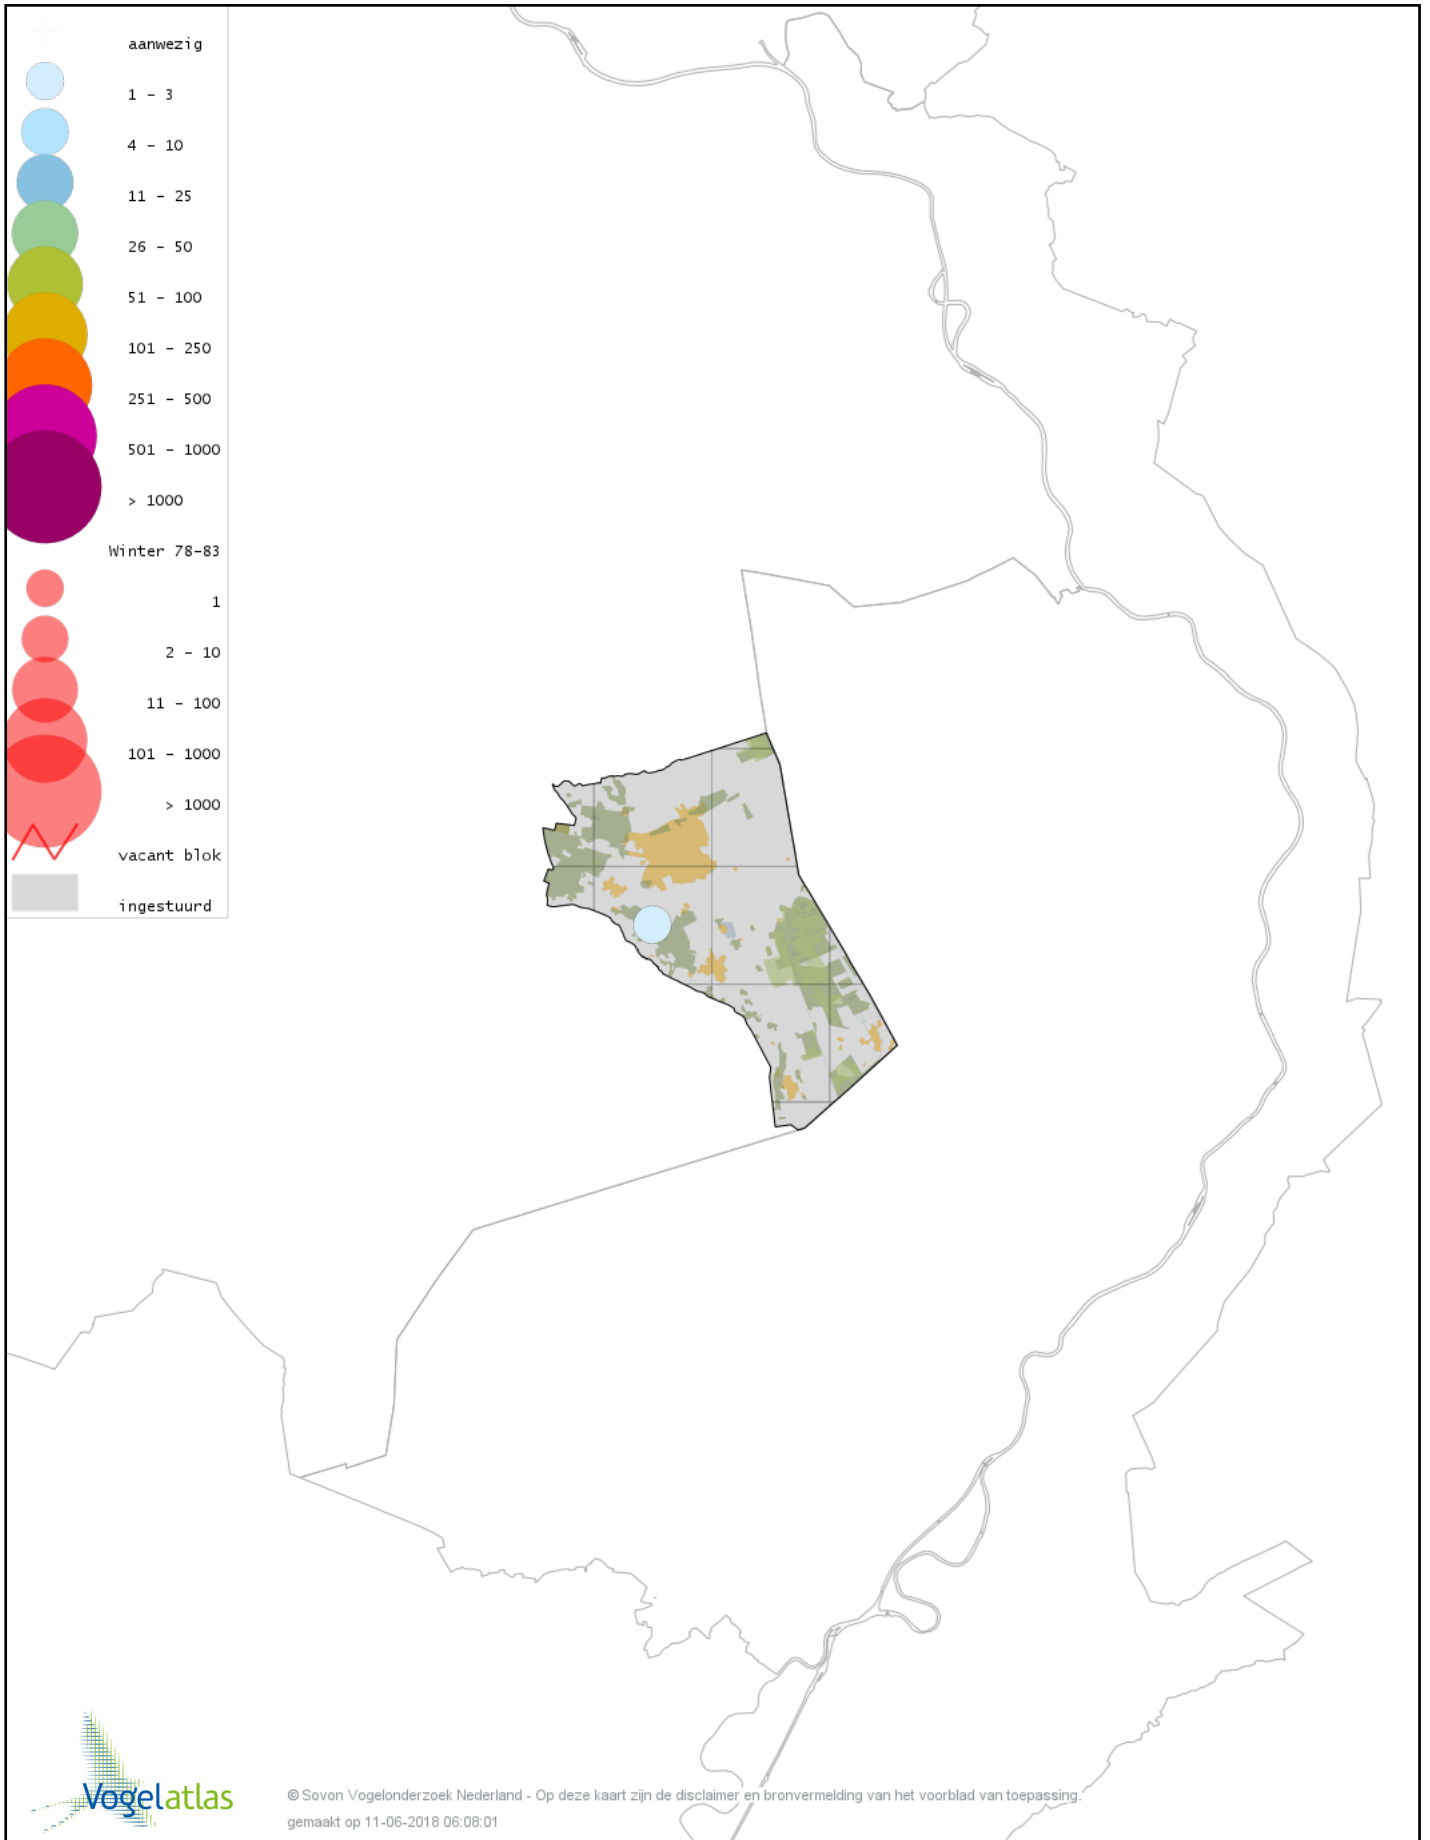 aanwezig
1 - 3
4 - 10
11 - 25
26 - 50
51 - 100
101 - 250
251 - 500
501 - 1000
> 1000
Winter 78-83
1
2 - 10
11 - 100
101 - 1000
> 1000
vacant blok
ingestuurd
Vogelatlas
© Sovon Vogelonderzoek Nederland - Op deze kaart zijn de disclaimer en bronvermelding van het voorblad van toepassing.
gemaakt op 11-06-2018 06:08:01